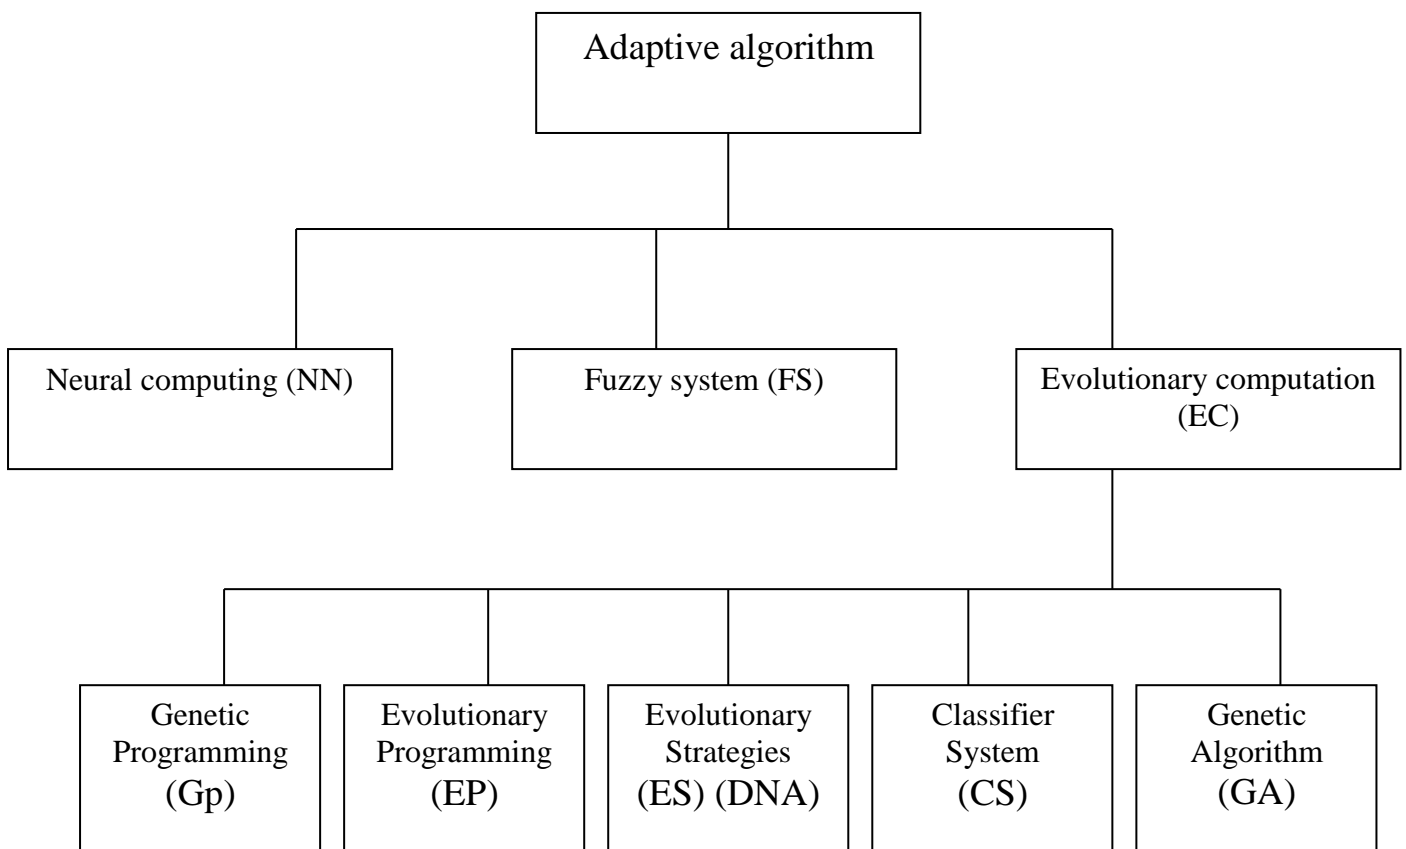 Adaptive algorithm
Neural computing (NN)
Fuzzy system (FS)
Evolutionary computation
(EC)
Genetic
Programming
(Gp)
Evolutionary
Programming
(EP)
Evolutionary
Strategies
(ES) (DNA)
Classifier
System
(CS)
Genetic
Algorithm
(GA)